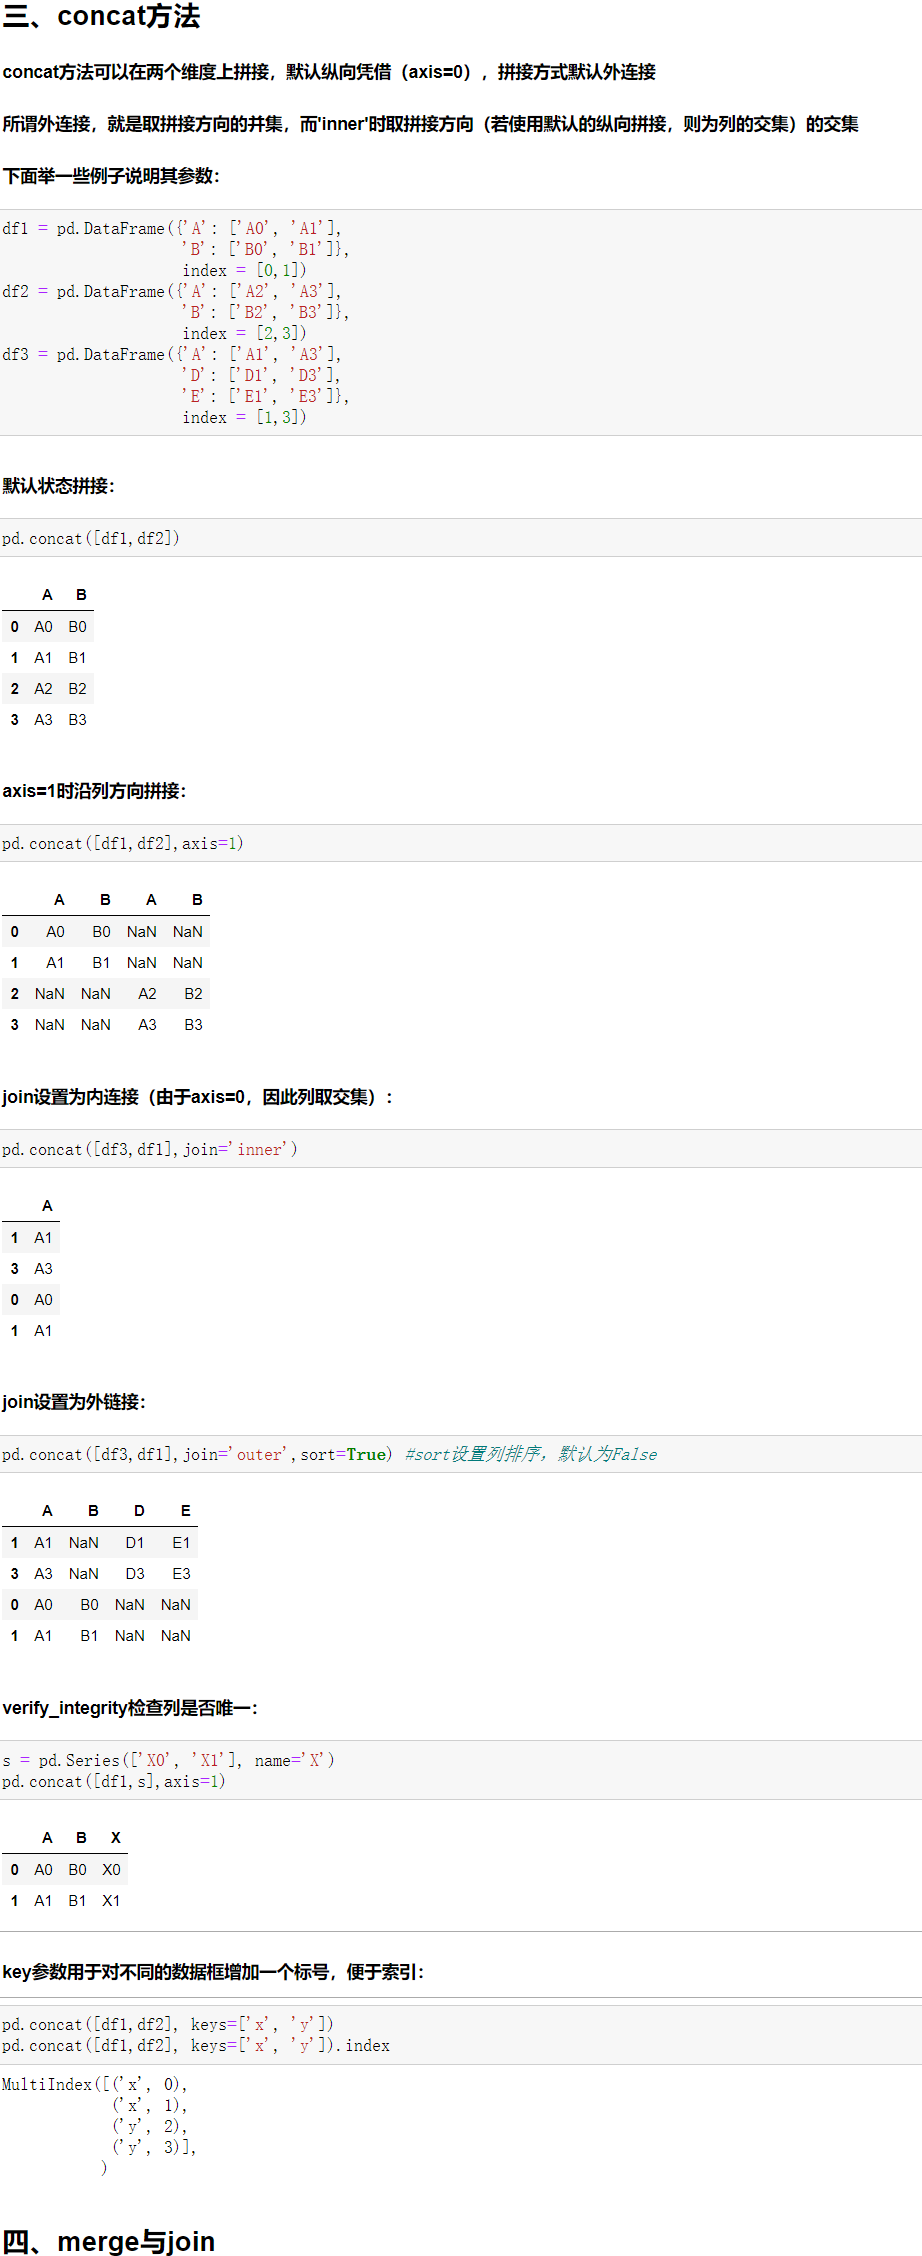 三、concat方法
concat方法可以在两个维度上拼接，默认纵向凭借（axis=0），拼接方式默认外连接
所谓外连接，就是取拼接方向的并集，而'inner'时取拼接方向（若使用默认的纵向拼接，则为列的交集）的交集
下面举一些例子说明其参数：
df1 = pd.DataFrame({'A': ['A0', 'A1'],
'B': ['B0', 'B1']},
index = [0,1])
df2 = pd.DataFrame({'A': ['A2', 'A3'],
'B': ['B2', 'B3']},
index = [2,3])
df3 = pd.DataFrame({'A': ['A1', 'A3'],
'D': ['D1', 'D3'],
'E': ['E1', 'E3']},
index = [1,3])
默认状态拼接：
pd.concat([df1,df2])
A B
0 A0 B0
1 A1 B1
2 A2 B2
3 A3 B3
axis=1时沿列方向拼接：
pd.concat([df1,df2],axis=1)
A B A B
0 A0 B0 NaN NaN
1 A1 B1 NaN NaN
2 NaN NaN A2 B2
3 NaN NaN A3 B3
join设置为内连接（由于axis=0，因此列取交集）：
pd.concat([df3,df1],join='inner')
A
1 A1
3 A3
0 A0
1 A1
join设置为外链接：
pd.concat([df3,df1],join='outer',sort=True) #sort设置列排序，默认为False
A B D E
1 A1 NaN D1 E1
3 A3 NaN D3 E3
0 A0 B0 NaN NaN
1 A1 B1 NaN NaN
verify_integrity检查列是否唯一：
s = pd.Series(['X0', 'X1'], name='X')
pd.concat([df1,s],axis=1)
A B X
0 A0 B0 X0
1 A1 B1 X1
key参数用于对不同的数据框增加一个标号，便于索引：
pd.concat([df1,df2], keys=['x', 'y'])
pd.concat([df1,df2], keys=['x', 'y']).index
MultiIndex([('x', 0),
('x', 1),
('y', 2),
('y', 3)],
)
四、merge与join